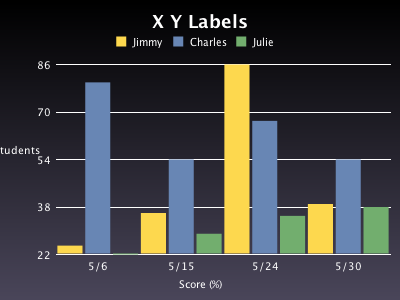 X Y Labels
Jimmy Charles Julie
86
70
54
tudents
38
22
5/6 5/15 5/24 5/30
Score (%)